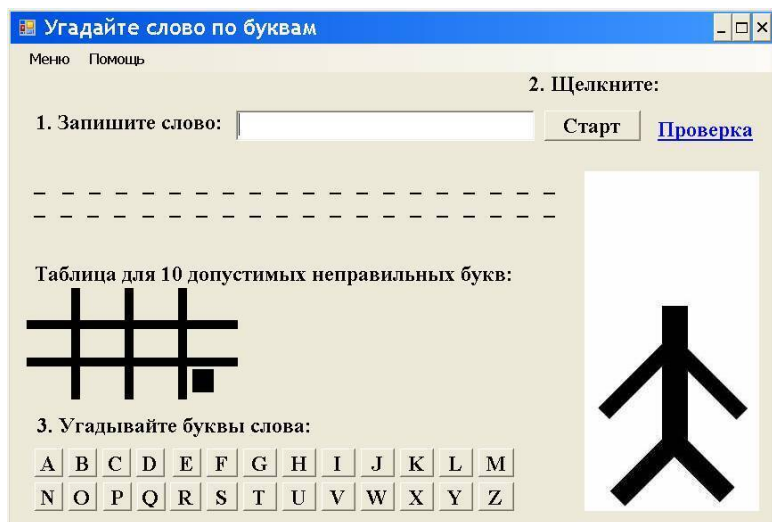 Угадайте слово по буквам
Меню Помощь
2. Щелкните:
1. Запишите слово: Старт Проверка
_ _ _ _ _ _ _ _ _ _ _ _ _ _ _ _ _ _ _ _
_ _ _ _ _ _ _ _ _ _ _ _ _ _ _ _ _ _ _ _
Таблица для 10 допустимых неправильных букв:
3. Угадывайте буквы слова:
A B C D E F G H I J K L M
N O P Q R S T U V W X Y Z